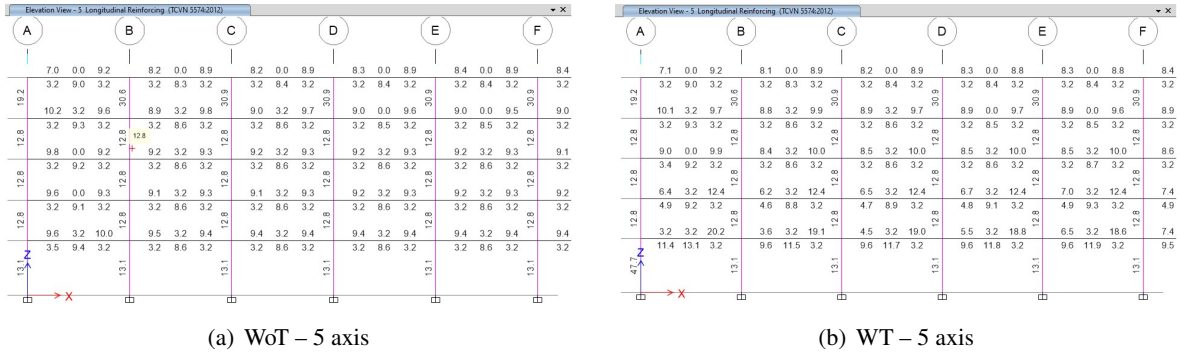 Elevation View - 5 Longitudinal Reinforcing (TCVN 5574:2012)
A B C D E F
7.0 0.0 9.2 8.2 0.0 8.9 8.2 0.0 8.9 8.3 0.0 8.9 8.4 0.0 8.9 8.4
3.2 9.0 3.2 3.2 8.3 3.2 3.2 8.4 3.2 3.2 8.4 3.2 3.2 8.4 3.2 3.2
19.2 30.6 30.9 30.9 30.9
10.2 3.2 9.6 8.9 3.2 9.8 9.0 3.2 9.7 9.0 3.2 9.7 9.0 0.0 9.5 9.0
3.2 9.3 3.2 3.2 8.6 3.2 3.2 8.6 3.2 3.2 8.5 3.2 3.2 8.5 3.2 3.2
12.8 12.8 12.8 12.8 12.8 12.8
9.8 0.0 9.2 9.2 3.2 9.3 9.2 3.2 9.3 9.2 3.2 9.3 9.2 3.2 9.3 9.1
3.2 9.2 3.2 3.2 8.6 3.2 3.2 8.6 3.2 3.2 8.6 3.2 3.2 8.6 3.2 3.2
12.8 12.8 12.8 12.8 12.8
9.6 0.0 9.3 9.1 3.2 9.3 9.1 3.2 9.3 9.2 3.2 9.3 9.2 3.2 9.3 9.2
3.2 9.1 3.2 3.2 8.6 3.2 3.2 8.6 3.2 3.2 8.6 3.2 3.2 8.6 3.2 3.2
12.8 12.8 12.8 12.8 12.8
9.6 3.2 10.0 9.5 3.2 9.4 9.4 3.2 9.4 9.4 3.2 9.4 9.4 3.2 9.4 9.4
3.5 9.4 3.2 3.2 8.6 3.2 3.2 8.6 3.2 3.2 8.6 3.2 3.2 8.6 3.2 3.2
Z
13.1 13.1 13.1 13.1 13.1
X
(a) WoT – 5 axis
Elevation View - 5 Longitudinal Reinforcing (TCVN 5574:2012)
A B C D E F
7.1 0.0 9.2 8.1 0.0 8.9 8.2 0.0 8.9 8.3 0.0 8.8 8.3 0.0 8.8 8.4
3.2 9.0 3.2 3.2 8.4 3.2 3.2 8.4 3.2 3.2 8.4 3.2 3.2 8.4 3.2 3.2
19.2 30.6 30.9 30.9 30.9
10.1 3.2 9.7 8.8 3.2 9.9 8.9 3.2 9.7 8.9 0.0 9.7 8.9 0.0 9.6 8.9
3.2 9.3 3.2 3.2 8.6 3.2 3.2 8.6 3.2 3.2 8.5 3.2 3.2 8.5 3.2 3.2
12.8 12.8 12.8 12.8 12.8
9.0 0.0 9.9 8.4 3.2 10.0 8.5 3.2 10.0 8.5 3.2 10.0 8.5 3.2 10.0 8.6
3.4 9.2 3.2 3.2 8.6 3.2 3.2 8.6 3.2 3.2 8.6 3.2 3.2 8.7 3.2 3.2
12.8 12.8 12.8 12.8 12.8
6.4 3.2 12.4 6.2 3.2 12.4 6.5 3.2 12.4 6.7 3.2 12.4 7.0 3.2 12.4 7.4
4.9 9.2 3.2 4.6 8.8 3.2 4.7 8.9 3.2 4.8 9.1 3.2 4.9 9.3 3.2 4.9
12.8 12.8 12.8 12.8 12.8
3.2 3.2 20.2 3.6 3.2 19.1 4.5 3.2 19.0 5.5 3.2 18.8 6.5 3.2 18.6 7.4
11.4 13.1 3.2 9.6 11.5 3.2 9.6 11.7 3.2 9.6 11.8 3.2 9.6 11.9 3.2 9.5
Z
47.7 13.1 13.1 13.1 13.1
X
(b) WT – 5 axis